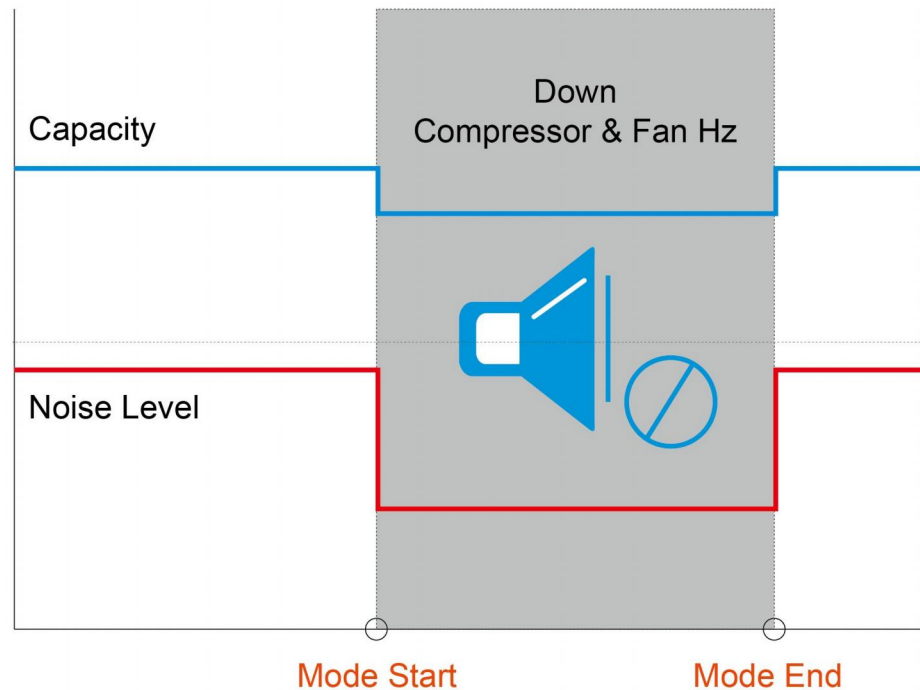 Down
Compressor & Fan Hz
Capacity
Noise Level
Mode Start
Mode End